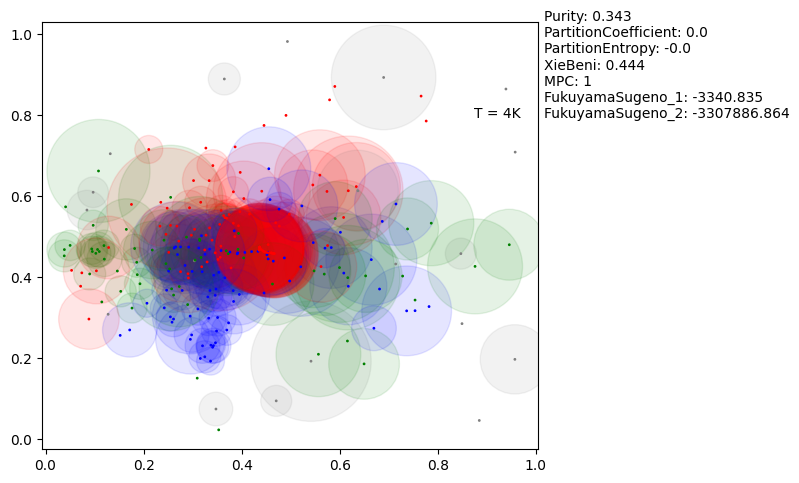 Purity: 0.343
PartitionCoefficient: 0.0
PartitionEntropy: -0.0
XieBeni: 0.444
MPC: 1
FukuyamaSugeno_1: -3340.835
FukuyamaSugeno_2: -3307886.864
T = 4K
1.0
0.8
0.6
0.4
0.2
0.0
0.0 0.2 0.4 0.6 0.8 1.0